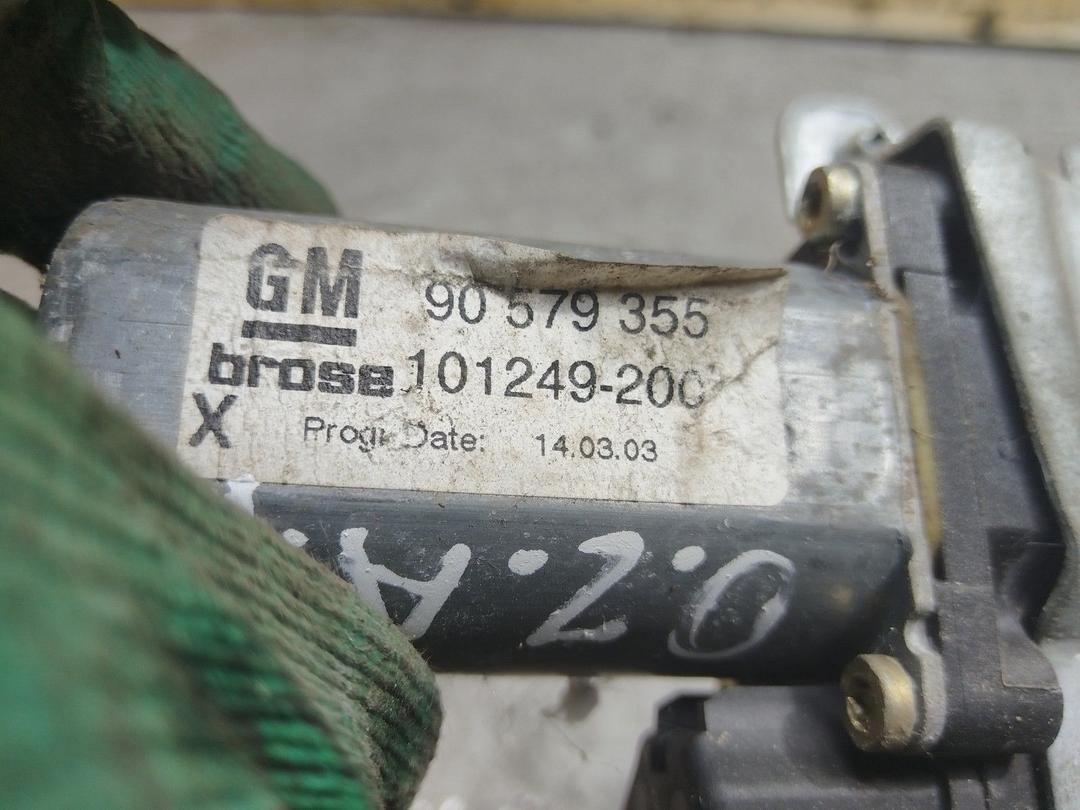 GM 90 579 355
brose 101249-200
X Progr. Date: 14.03.03
O.Z.A.